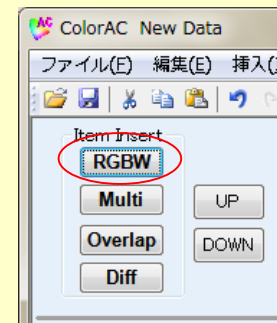 ColorAC New Data
ファイル(F) 編集(E) 挿入(
Item Insert
RGBW
Multi
UP
Overlap
DOWN
Diff